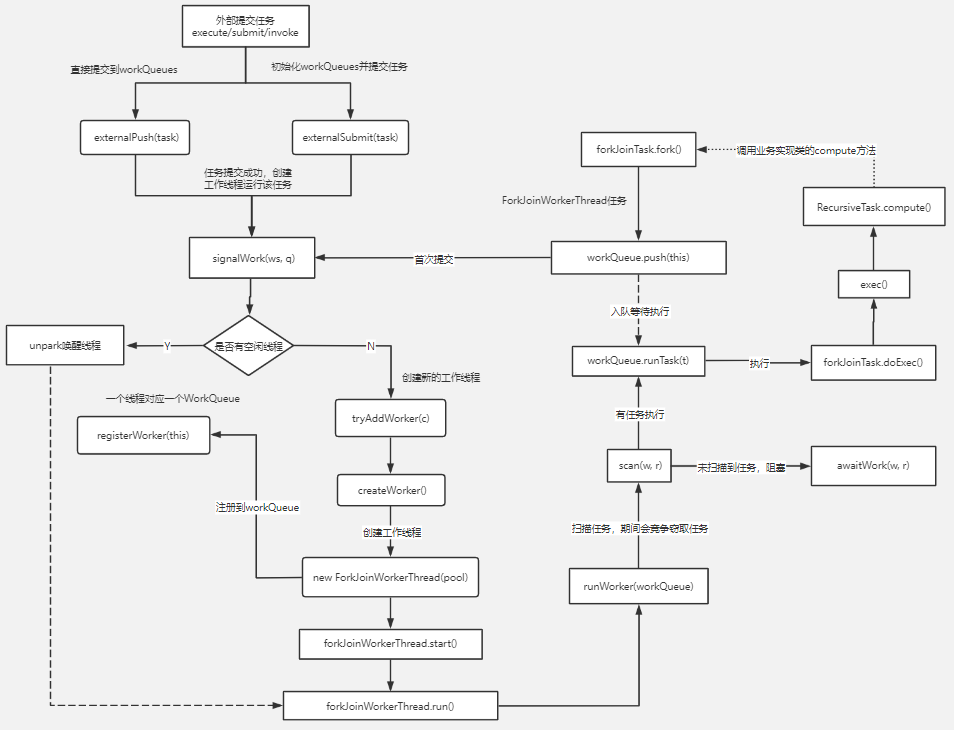 外部提交任务
execute/submit/invoke
直接提交到workQueues
初始化workQueues并提交任务
externalPush(task)
externalSubmit(task)
任务提交成功，创建
工作线程运行该任务
signalWork(ws, q)
是否有空闲线程
Y
N
unpark唤醒线程
创建新的工作线程
一个线程对应一个WorkQueue
tryAddWorker(c)
registerWorker(this)
createWorker()
注册到workQueue
创建工作线程
new ForkJoinWorkerThread(pool)
forkJoinWorkerThread.start()
forkJoinWorkerThread.run()
forkJoinTask.fork()
调用业务实现类的compute方法
ForkJoinWorkerThread任务
RecursiveTask.compute()
首次提交
workQueue.push(this)
exec()
入队等待执行
workQueue.runTask(t)
执行
forkJoinTask.doExec()
有任务执行
scan(w, r)
未扫描到任务，阻塞
awaitWork(w, r)
扫描任务，期间会竞争窃取任务
runWorker(workQueue)